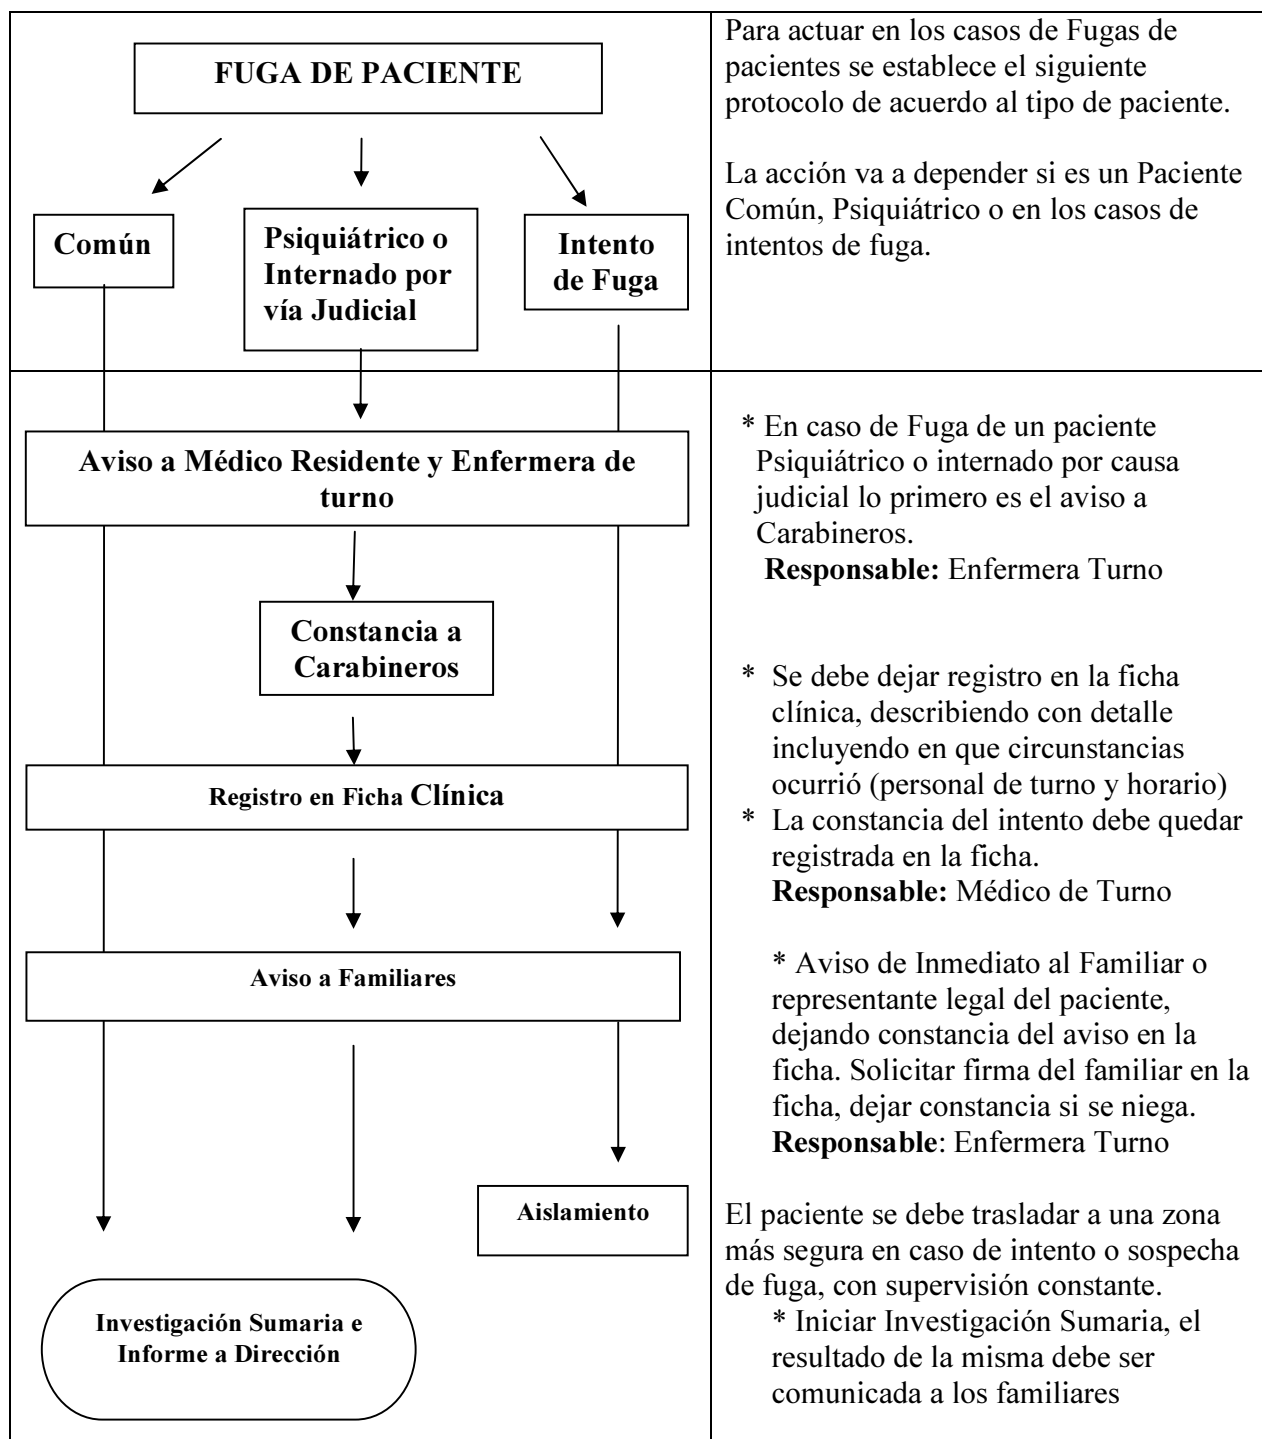 FUGA DE PACIENTE
Común
Psiquiátrico o
Internado por
vía Judicial
Intento
de Fuga
Para actuar en los casos de Fugas de
pacientes se establece el siguiente
protocolo de acuerdo al tipo de paciente.
La acción va a depender si es un Paciente
Común, Psiquiátrico o en los casos de
intentos de fuga.
Aviso a Médico Residente y Enfermera de
turno
Constancia a
Carabineros
Registro en Ficha Clínica
Aviso a Familiares
Aislamiento
Investigación Sumaria e
Informe a Dirección
* En caso de Fuga de un paciente
Psiquiátrico o internado por causa
judicial lo primero es el aviso a
Carabineros.
Responsable: Enfermera Turno
* Se debe dejar registro en la ficha
clínica, describiendo con detalle
incluyendo en que circunstancias
ocurrió (personal de turno y horario)
* La constancia del intento debe quedar
registrada en la ficha.
Responsable: Médico de Turno
* Aviso de Inmediato al Familiar o
representante legal del paciente,
dejando constancia del aviso en la
ficha. Solicitar firma del familiar en la
ficha, dejar constancia si se niega.
Responsable: Enfermera Turno
El paciente se debe trasladar a una zona
más segura en caso de intento o sospecha
de fuga, con supervisión constante.
* Iniciar Investigación Sumaria, el
resultado de la misma debe ser
comunicada a los familiares